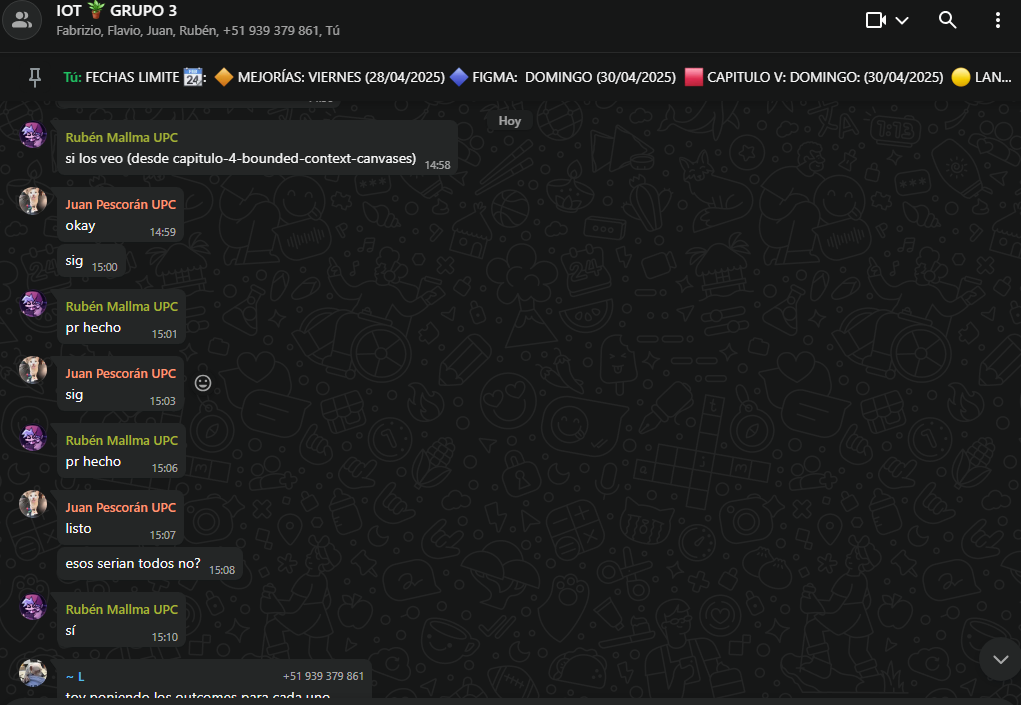 IOT 🪴 GRUPO 3
Fabrizio, Flavio, Juan, Rubén, +51 939 379 861, Tú
Tú: FECHAS LIMITE 📆: 🔶 MEJORÍAS: VIERNES (28/04/2025) 🔷 FIGMA: DOMINGO (30/04/2025) 🟥 CAPITULO V: DOMINGO: (30/04/2025) 🟡 LAN...
Hoy
Rubén Mallma UPC
si los veo (desde capitulo-4-bounded-context-canvases) 14:58
Juan Pescorán UPC
okay 14:59
sig 15:00
Rubén Mallma UPC
pr hecho 15:01
Juan Pescorán UPC
sig 15:03
Rubén Mallma UPC
pr hecho 15:06
Juan Pescorán UPC
listo 15:07
esos serian todos no? 15:08
Rubén Mallma UPC
sí 15:10
~ L +51 939 379 861
toy poniendo los outcomes para cada uno